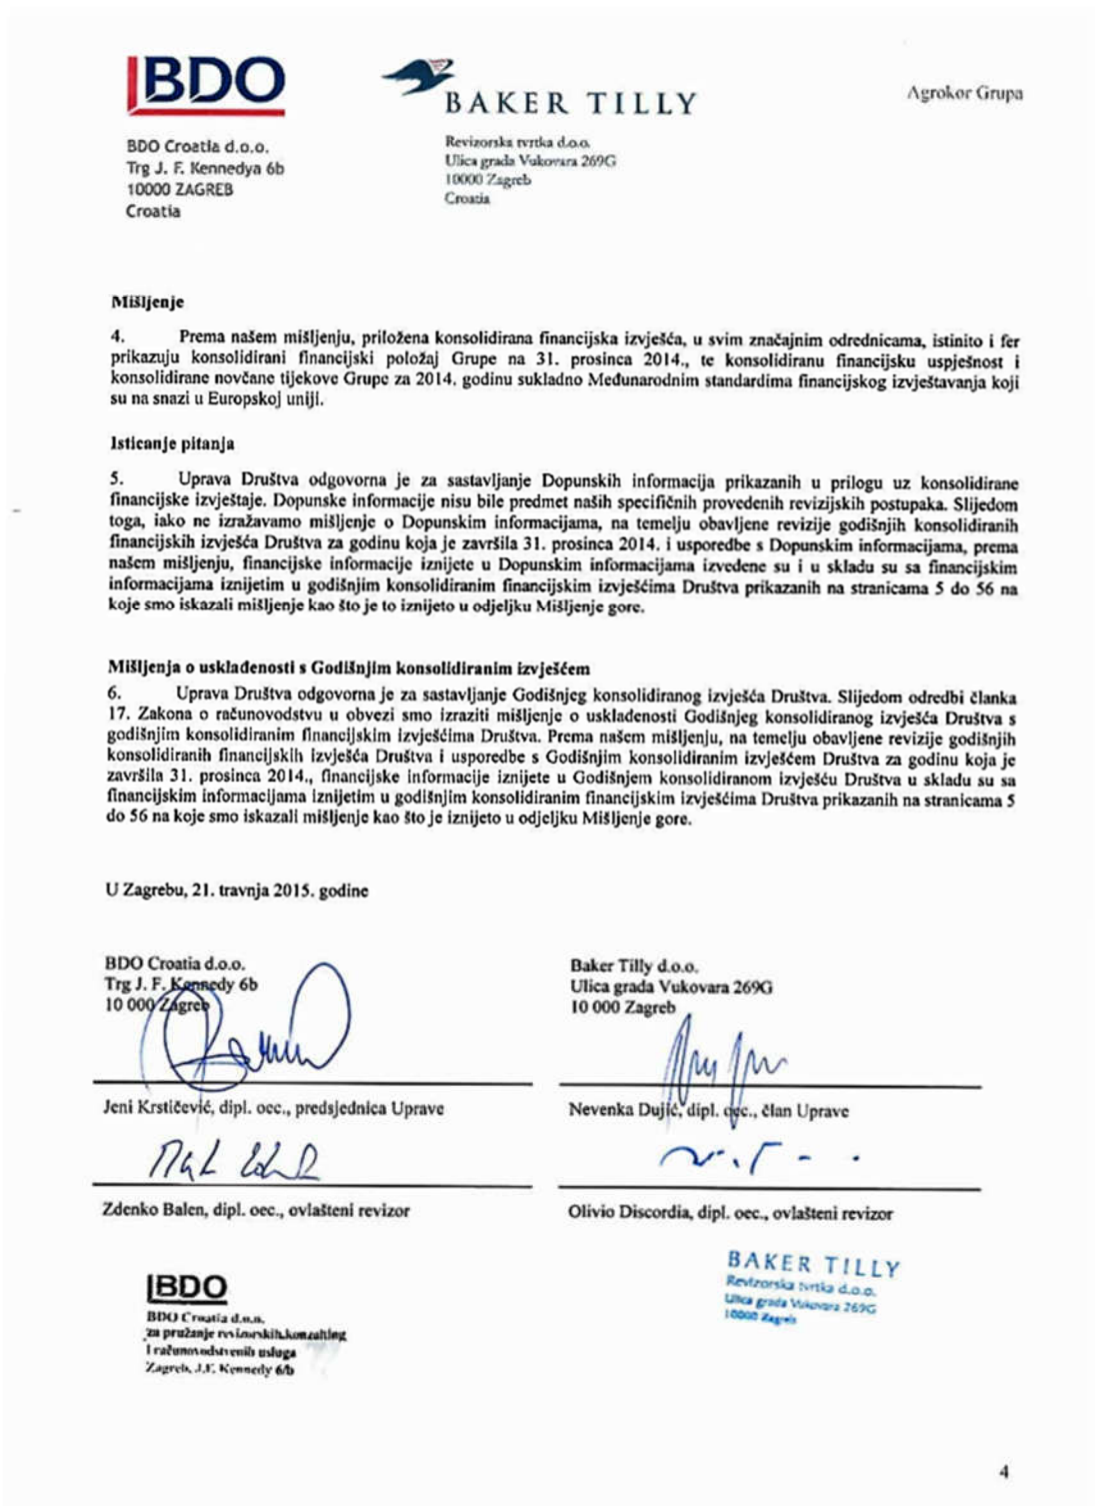 BDO
BAKER TILLY
Agrokor Grupa
BDO Croatia d.o.o.
Trg J. F. Kennedya 6b
10000 ZAGREB
Croatia
Revizorska tvrtka d.o.o.
Ulica grada Vukovara 269G
10000 Zagreb
Croatia
Mišljenje
4. Prema našem mišljenju, priložena konsolidirana financijska izvješća, u svim značajnim odrednicama, istinito i fer
prikazuju konsolidirani financijski položaj Grupe na 31. prosinca 2014., te konsolidiranu financijsku uspješnost i
konsolidirane novčane tijekove Grupe za 2014. godinu sukladno Međunarodnim standardima financijskog izvještavanja koji
su na snazi u Europskoj uniji.
Isticanje pitanja
5. Uprava Društva odgovorna je za sastavljanje Dopunskih informacija prikazanih u prilogu uz konsolidirane
financijske izvještaje. Dopunske informacije nisu bile predmet naših specifičnih provedenih revizijskih postupaka. Slijedom
toga, iako ne izražavamo mišljenje o Dopunskim informacijama, na temelju obavljene revizije godišnjih konsolidiranih
financijskih izvješća Društva za godinu koja je završila 31. prosinca 2014. i usporedbe s Dopunskim informacijama, prema
našem mišljenju, financijske informacije iznijete u Dopunskim informacijama izvedene su i u skladu su sa financijskim
informacijama iznijetim u godišnjim konsolidiranim financijskim izvješćima Društva prikazanih na stranicama 5 do 56 na
koje smo iskazali mišljenje kao što je to iznijeto u odjeljku Mišljenje gore.
Mišljenja o usklađenosti s Godišnjim konsolidiranim izvješćem
6. Uprava Društva odgovorna je za sastavljanje Godišnjeg konsolidiranog izvješća Društva. Slijedom odredbi članka
17. Zakona o računovodstvu u obvezi smo izraziti mišljenje o usklađenosti Godišnjeg konsolidiranog izvješća Društva s
godišnjim konsolidiranim financijskim izvješćima Društva. Prema našem mišljenju, na temelju obavljene revizije godišnjih
konsolidiranih financijskih izvješća Društva i usporedbe s Godišnjim konsolidiranim izvješćem Društva za godinu koja je
završila 31. prosinca 2014., financijske informacije iznijete u Godišnjem konsolidiranom izvješću Društva u skladu su sa
financijskim informacijama iznijetim u godišnjim konsolidiranim financijskim izvješćima Društva prikazanih na stranicama 5
do 56 na koje smo iskazali mišljenje kao što je iznijeto u odjeljku Mišljenje gore.
U Zagrebu, 21. travnja 2015. godine
BDO Croatia d.o.o.
Trg J. F. Kennedy 6b
10 000 Zagreb
Baker Tilly d.o.o.
Ulica grada Vukovara 269G
10 000 Zagreb
Jeni Krstičević, dipl. oec., predsjednica Uprave
Nevenka Dujić, dipl. oec., član Uprave
Zdenko Balen, dipl. oec., ovlašteni revizor
Olivio Discordia, dipl. oec., ovlašteni revizor
BDO
BDO Croatia d.o.o.
za pružanje revizorskih, konzalting
i računovodstvenih usluga
Zagreb, J.F. Kennedy 6/b
BAKER TILLY
Revizorska tvrtka d.o.o.
Ulica grada Vukovara 269G
10000 Zagreb
4